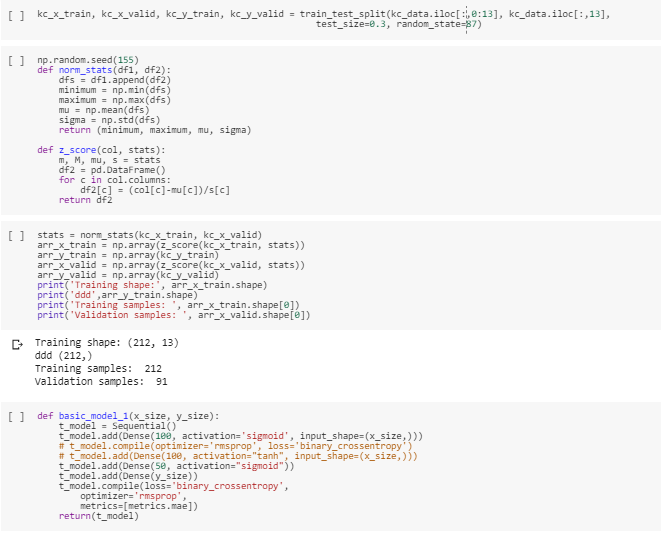 [ ] kc_x_train, kc_x_valid, kc_y_train, kc_y_valid = train_test_split(kc_data.iloc[:,0:13], kc_data.iloc[:,13],
test_size=0.3, random_state=87)
[ ] np.random.seed(155)
def norm_stats(df1, df2):
dfs = df1.append(df2)
minimum = np.min(dfs)
maximum = np.max(dfs)
mu = np.mean(dfs)
sigma = np.std(dfs)
return (minimum, maximum, mu, sigma)
def z_score(col, stats):
m, M, mu, s = stats
df2 = pd.DataFrame()
for c in col.columns:
df2[c] = (col[c]-mu[c])/s[c]
return df2
[ ] stats = norm_stats(kc_x_train, kc_x_valid)
arr_x_train = np.array(z_score(kc_x_train, stats))
arr_y_train = np.array(kc_y_train)
arr_x_valid = np.array(z_score(kc_x_valid, stats))
arr_y_valid = np.array(kc_y_valid)
print('Training shape:', arr_x_train.shape)
print('ddd',arr_y_train.shape)
print('Training samples: ', arr_x_train.shape[0])
print('Validation samples: ', arr_x_valid.shape[0])
Training shape: (212, 13)
ddd (212,)
Training samples:  212
Validation samples:  91
[ ] def basic_model_1(x_size, y_size):
t_model = Sequential()
t_model.add(Dense(100, activation='sigmoid', input_shape=(x_size,)))
# t_model.compile(optimizer='rmsprop', loss='binary_crossentropy')
# t_model.add(Dense(100, activation="tanh", input_shape=(x_size,)))
t_model.add(Dense(50, activation="sigmoid"))
t_model.add(Dense(y_size))
t_model.compile(loss='binary_crossentropy',
optimizer='rmsprop',
metrics=[metrics.mae])
return(t_model)